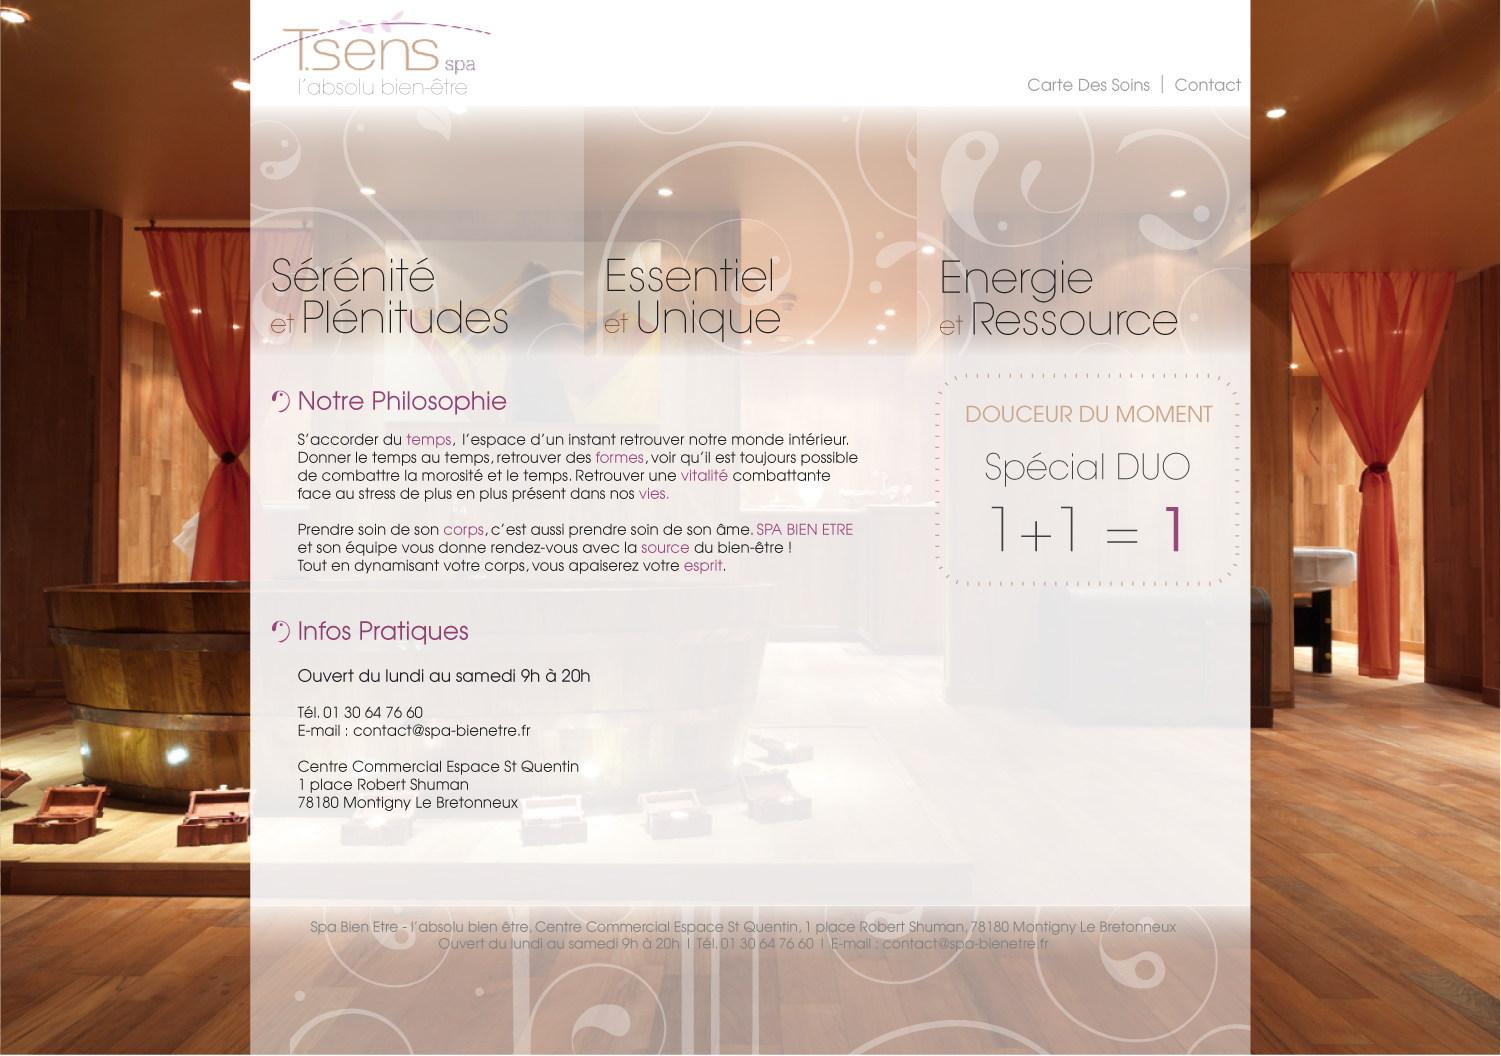 T.sens spa
l'absolu bien-être
Carte Des Soins | Contact
Sérénité
et Plénitudes
Essentiel
et Unique
Energie
et Ressource
Notre Philosophie
S'accorder du temps, l'espace d'un instant retrouver notre monde intérieur.
Donner le temps au temps, retrouver des formes, voir qu'il est toujours possible
de combattre la morosité et le temps. Retrouver une vitalité combattante
face au stress de plus en plus présent dans nos vies.
Prendre soin de son corps, c'est aussi prendre soin de son âme. SPA BIEN ETRE
et son équipe vous donne rendez-vous avec la source du bien-être !
Tout en dynamisant votre corps, vous apaiserez votre esprit.
DOUCEUR DU MOMENT
Spécial DUO
1+1 = 1
Infos Pratiques
Ouvert du lundi au samedi 9h à 20h
Tél. 01 30 64 76 60
E-mail : contact@spa-bienetre.fr
Centre Commercial Espace St Quentin
1 place Robert Shuman
78180 Montigny Le Bretonneux
Spa Bien Etre - l'absolu bien être. Centre Commercial Espace St Quentin, 1 place Robert Shuman, 78180 Montigny Le Bretonneux
Ouvert du lundi au samedi 9h à 20h I Tél. 01 30 64 76 60 I E-mail : contact@spa-bienetre.fr